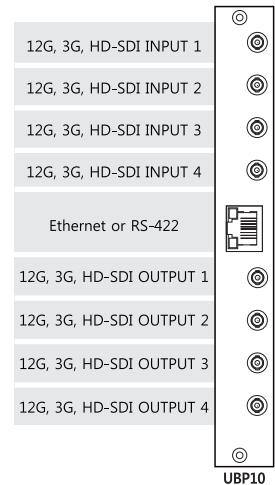 12G, 3G, HD-SDI INPUT 1
12G, 3G, HD-SDI INPUT 2
12G, 3G, HD-SDI INPUT 3
12G, 3G, HD-SDI INPUT 4
Ethernet or RS-422
12G, 3G, HD-SDI OUTPUT 1
12G, 3G, HD-SDI OUTPUT 2
12G, 3G, HD-SDI OUTPUT 3
12G, 3G, HD-SDI OUTPUT 4
UBP10